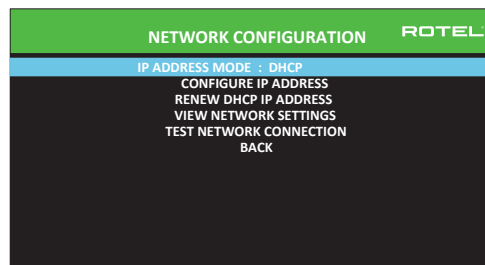 NETWORK CONFIGURATION ROTEL
IP ADDRESS MODE : DHCP
CONFIGURE IP ADDRESS
RENEW DHCP IP ADDRESS
VIEW NETWORK SETTINGS
TEST NETWORK CONNECTION
BACK